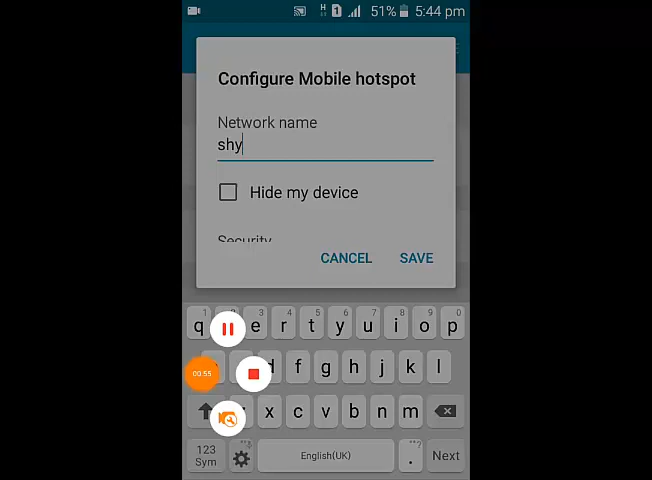 H 1 51% 5:44 pm
Configure Mobile hotspot
Network name
shy
Hide my device
Security
CANCEL SAVE
q 1 e 3 r 4 t 5 y 6 u 7 i 8 o 9 p 0
d f g h j k l
00:55
x c v b n m
123 Sym English(UK) . Next